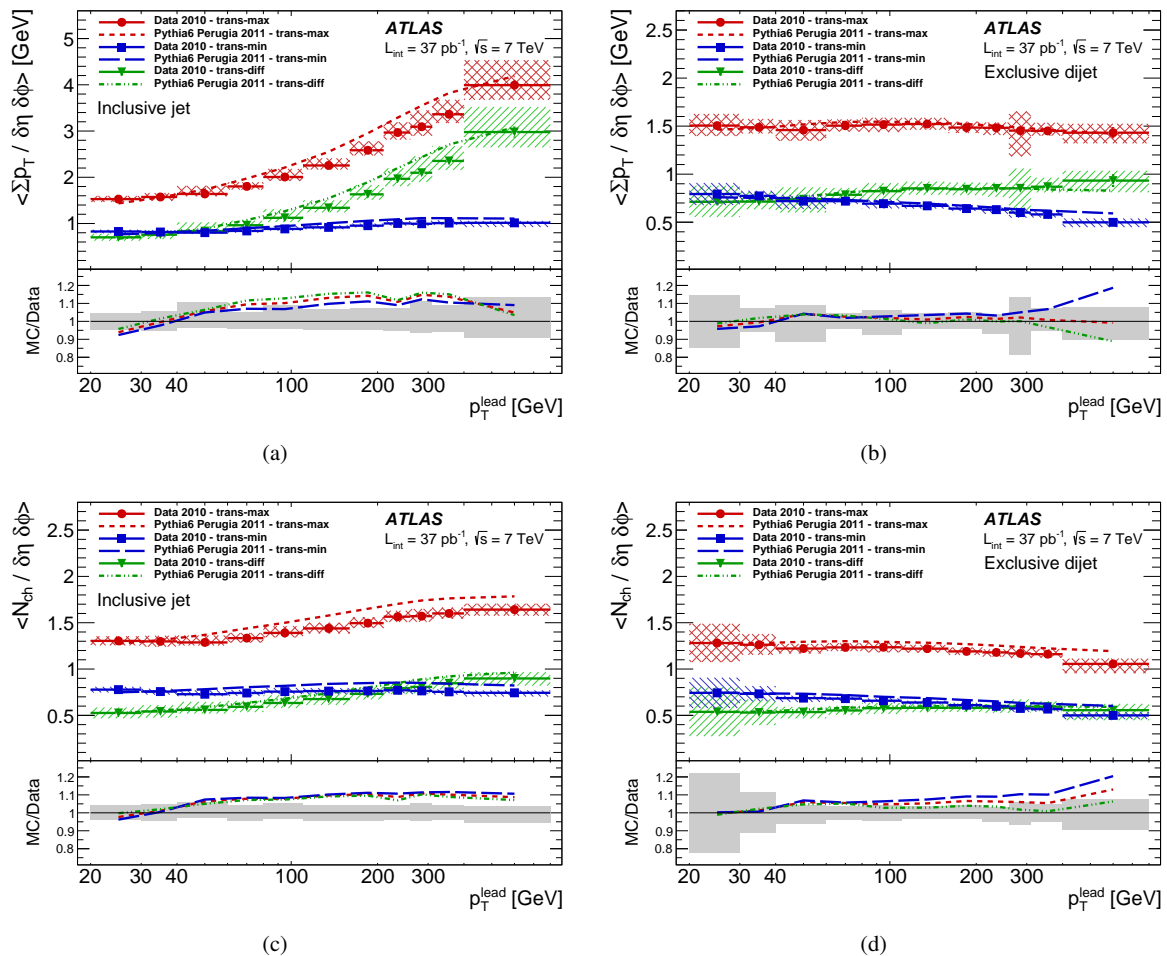 Data 2010 - trans-max
Pythia6 Perugia 2011 - trans-max
Data 2010 - trans-min
Pythia6 Perugia 2011 - trans-min
Data 2010 - trans-diff
Pythia6 Perugia 2011 - trans-diff
ATLAS
L_int = 37 pb⁻¹, √s = 7 TeV
Inclusive jet
<Σp_T / δη δϕ> [GeV]
5
4
3
2
1
MC/Data
1.2
1.1
1
0.9
0.8
20 30 40 100 200 300
p_T^lead [GeV]
(a)
Data 2010 - trans-max
Pythia6 Perugia 2011 - trans-max
Data 2010 - trans-min
Pythia6 Perugia 2011 - trans-min
Data 2010 - trans-diff
Pythia6 Perugia 2011 - trans-diff
ATLAS
L_int = 37 pb⁻¹, √s = 7 TeV
Exclusive dijet
<Σp_T / δη δϕ> [GeV]
2.5
2
1.5
1
0.5
MC/Data
1.2
1.1
1
0.9
0.8
20 30 40 100 200 300
p_T^lead [GeV]
(b)
Data 2010 - trans-max
Pythia6 Perugia 2011 - trans-max
Data 2010 - trans-min
Pythia6 Perugia 2011 - trans-min
Data 2010 - trans-diff
Pythia6 Perugia 2011 - trans-diff
ATLAS
L_int = 37 pb⁻¹, √s = 7 TeV
Inclusive jet
<N_ch / δη δϕ>
2.5
2
1.5
1
0.5
MC/Data
1.2
1.1
1
0.9
0.8
20 30 40 100 200 300
p_T^lead [GeV]
(c)
Data 2010 - trans-max
Pythia6 Perugia 2011 - trans-max
Data 2010 - trans-min
Pythia6 Perugia 2011 - trans-min
Data 2010 - trans-diff
Pythia6 Perugia 2011 - trans-diff
ATLAS
L_int = 37 pb⁻¹, √s = 7 TeV
Exclusive dijet
<N_ch / δη δϕ>
2.5
2
1.5
1
0.5
MC/Data
1.2
1.1
1
0.9
0.8
20 30 40 100 200 300
p_T^lead [GeV]
(d)